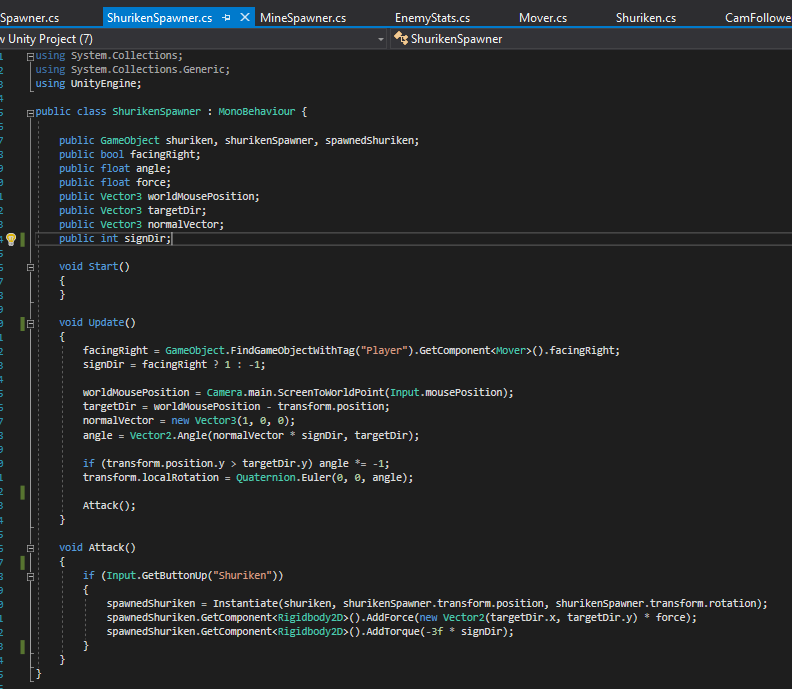 Spawner.cs ShurikenSpawner.cs MineSpawner.cs EnemyStats.cs Mover.cs Shuriken.cs CamFollowe
w Unity Project (7) ShurikenSpawner
using System.Collections;
using System.Collections.Generic;
using UnityEngine;
public class ShurikenSpawner : MonoBehaviour {
public GameObject shuriken, shurikenSpawner, spawnedShuriken;
public bool facingRight;
public float angle;
public float force;
public Vector3 worldMousePosition;
public Vector3 targetDir;
public Vector3 normalVector;
public int signDir;
void Start()
{
}
void Update()
{
facingRight = GameObject.FindGameObjectWithTag("Player").GetComponent<Mover>().facingRight;
signDir = facingRight ? 1 : -1;
worldMousePosition = Camera.main.ScreenToWorldPoint(Input.mousePosition);
targetDir = worldMousePosition - transform.position;
normalVector = new Vector3(1, 0, 0);
angle = Vector2.Angle(normalVector * signDir, targetDir);
if (transform.position.y > targetDir.y) angle *= -1;
transform.localRotation = Quaternion.Euler(0, 0, angle);
Attack();
}
void Attack()
{
if (Input.GetButtonUp("Shuriken"))
{
spawnedShuriken = Instantiate(shuriken, shurikenSpawner.transform.position, shurikenSpawner.transform.rotation);
spawnedShuriken.GetComponent<Rigidbody2D>().AddForce(new Vector2(targetDir.x, targetDir.y) * force);
spawnedShuriken.GetComponent<Rigidbody2D>().AddTorque(-3f * signDir);
}
}
}